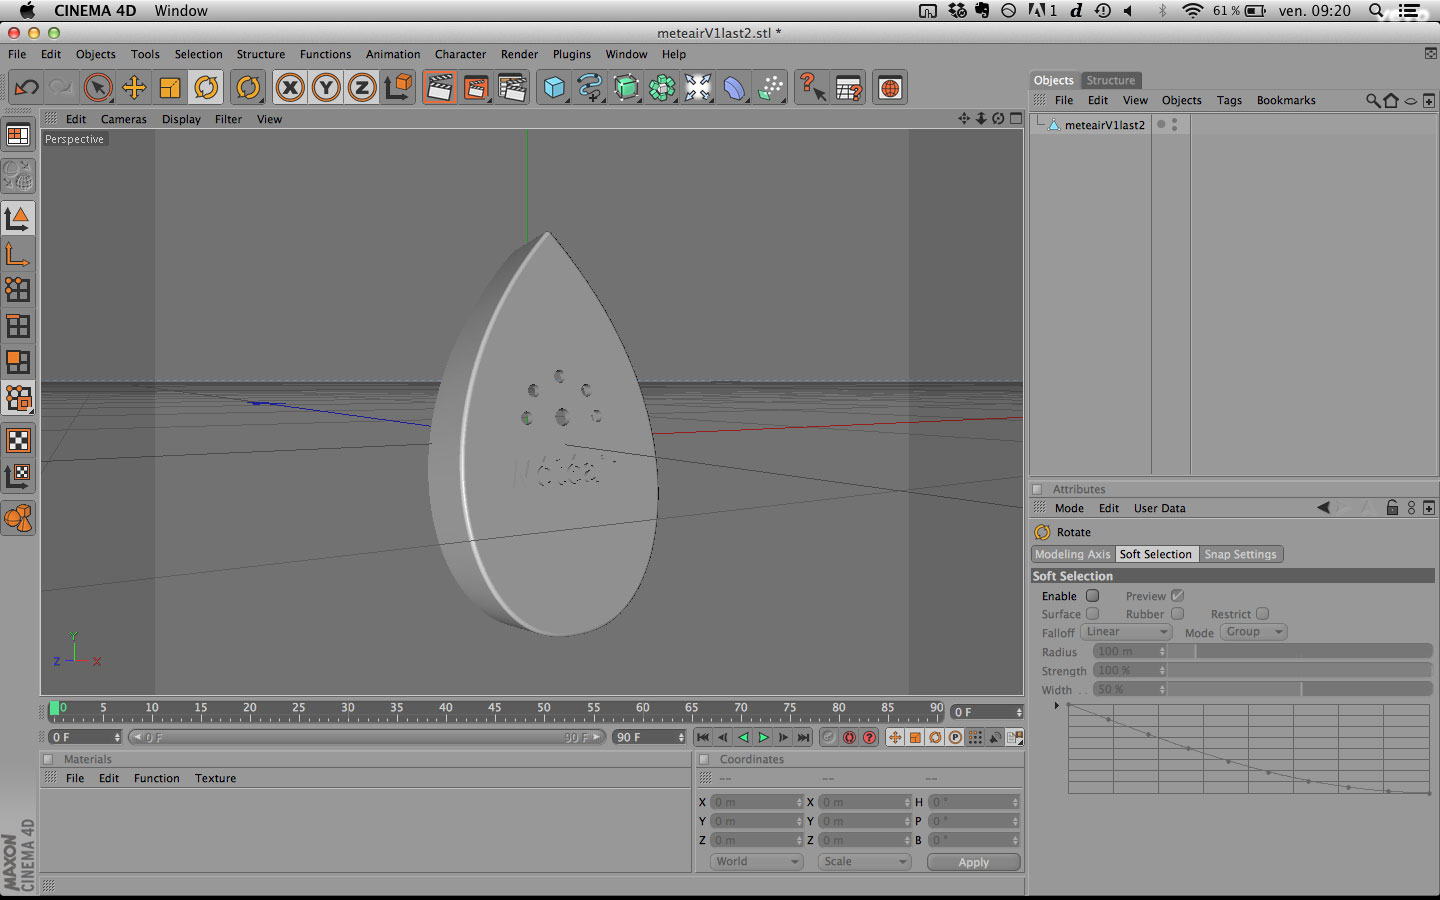 CINEMA 4D Window
1 61% ven. 09:20
meteairV1last2.stl *
File Edit Objects Tools Selection Structure Functions Animation Character Render Plugins Window Help
X Y Z
Edit Cameras Display Filter View
Perspective
Météa
Y
Z X
0 5 10 15 20 25 30 35 40 45 50 55 60 65 70 75 80 85 90 0 F
0 F 0 F 90 F 90 F
Materials
File Edit Function Texture
Coordinates
-- -- --
X 0 m X 0 m H 0 °
Y 0 m Y 0 m P 0 °
Z 0 m Z 0 m B 0 °
World Scale Apply
MAXON
CINEMA 4D
Objects Structure
File Edit View Objects Tags Bookmarks
meteairV1last2
Attributes
Mode Edit User Data
Rotate
Modeling Axis Soft Selection Snap Settings
Soft Selection
Enable Preview
Surface Rubber Restrict
Falloff Linear Mode Group
Radius 100 m
Strength 100 %
Width . . 50 %